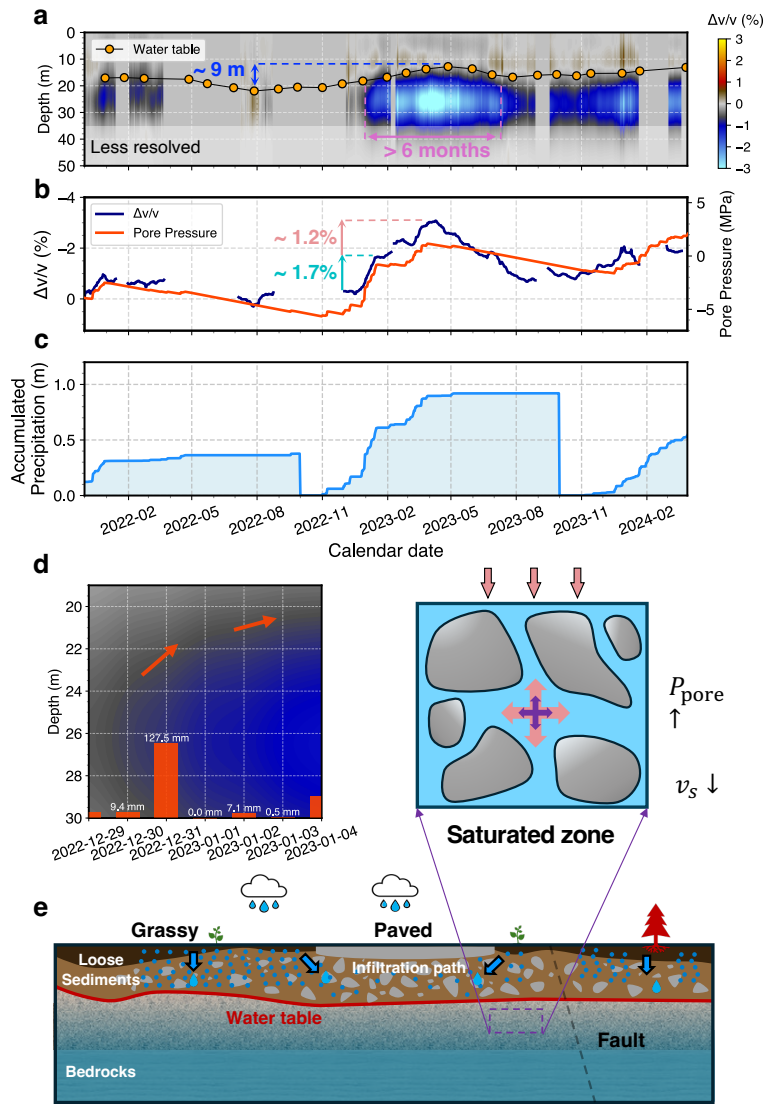 a
Water table
~ 9 m
> 6 months
Less resolved
Depth (m)
0
10
20
30
40
50
Δv/v
(%)
3
2
1
0
−1
−2
−3
b
Δv/v
Pore Pressure
~ 1.2%
~ 1.7%
Δv/v (%)
−4
−2
0
Pore Pressure (MPa)
5
0
−5
c
Accumulated
Precipitation (m)
1.0
0.5
0.0
2022-02
2022-05
2022-08
2022-11
2023-02
2023-05
2023-08
2023-11
2024-02
Calendar date
d
Depth (m)
20
22
24
26
28
30
9.4 mm
127.5 mm
0.0 mm
7.1 mm
0.5 mm
2022-12-29
2022-12-30
2022-12-31
2023-01-01
2023-01-02
2023-01-03
2023-01-04
P pore
↑
v s ↓
Saturated zone
e
Grassy
Paved
Loose
Sediments
Infiltration path
Water table
Fault
Bedrocks